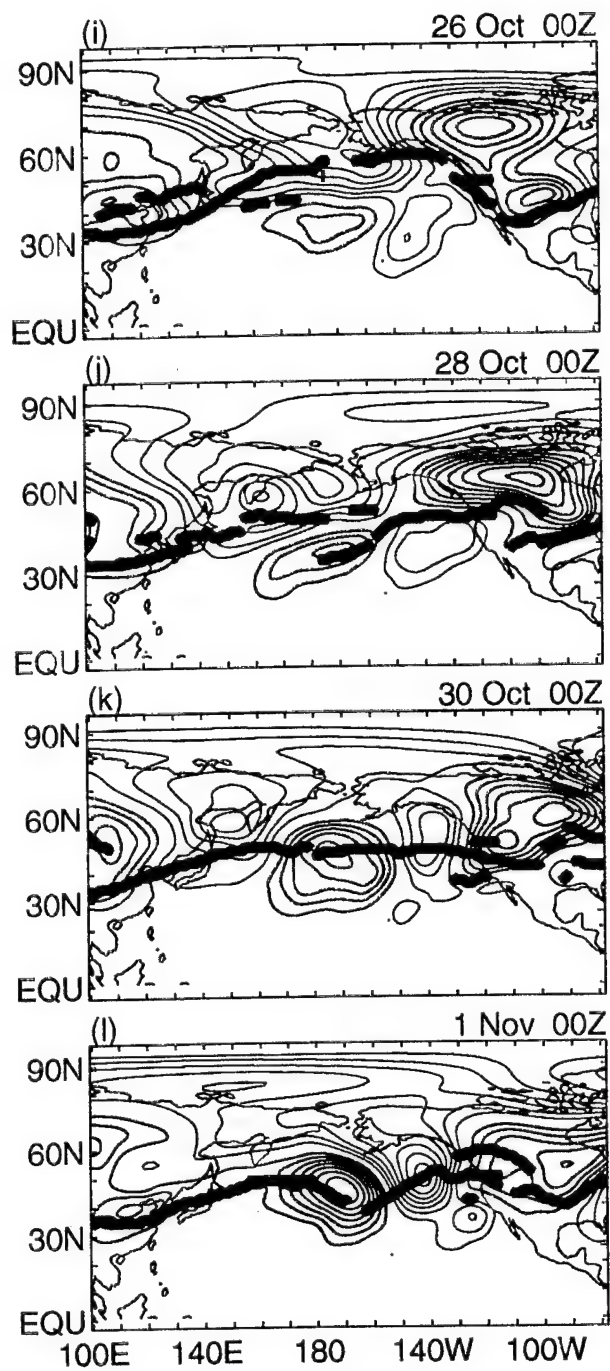 (i) 26 Oct 00Z
90N
60N
30N
EQU
(j) 28 Oct 00Z
90N
60N
30N
EQU
(k) 30 Oct 00Z
90N
60N
30N
EQU
(l) 1 Nov 00Z
90N
60N
30N
EQU
100E 140E 180 140W 100W